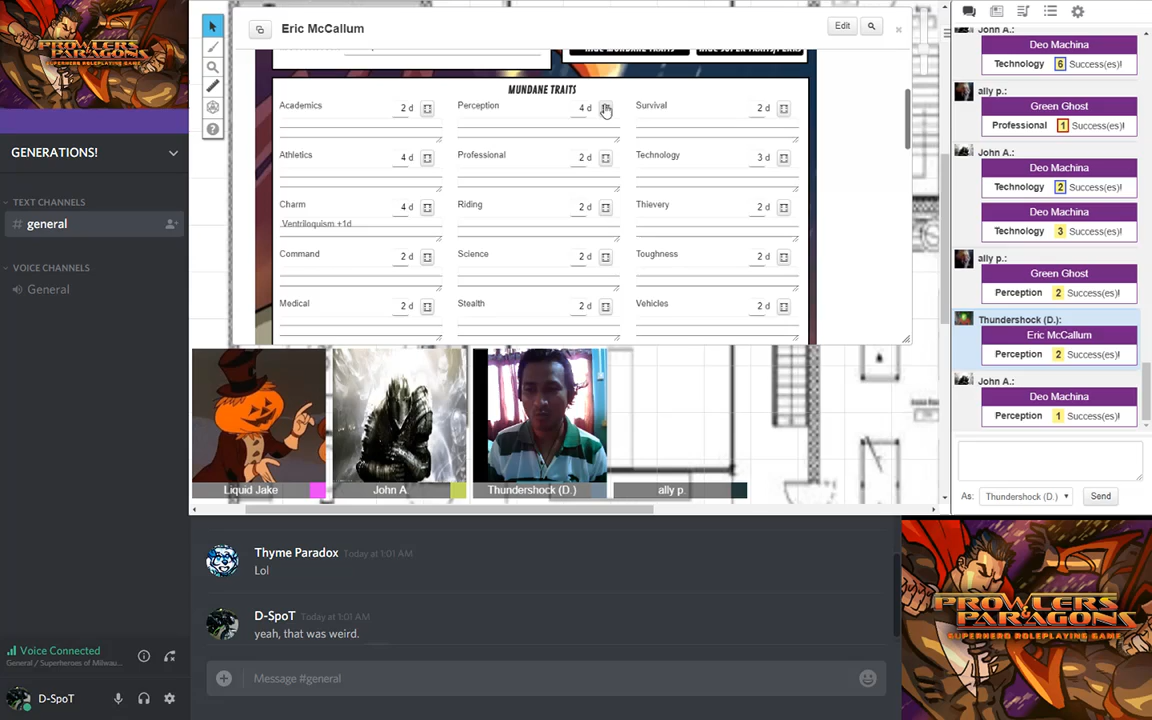 PROWLERS
& PARAGONS
SUPERHERO ROLEPLAYING GAME
GENERATIONS!
TEXT CHANNELS
# general
VOICE CHANNELS
General
Voice Connected
General / Superheroes of Milwau...
D-SpoT
Eric McCallum
Edit
MUNDANE TRAITS
Academics 2 d
Perception 4 d
Survival 2 d
Athletics 4 d
Professional 2 d
Technology 3 d
Charm 4 d
Ventriloquism +1d
Riding 2 d
Thievery 2 d
Command 2 d
Science 2 d
Toughness 2 d
Medical 2 d
Stealth 2 d
Vehicles 2 d
Liquid Jake
John A.
Thundershock (D.)
ally p.
John A.:
Deo Machina
Technology 6 Success(es)!
ally p.:
Green Ghost
Professional 1 Success(es)!
John A.:
Deo Machina
Technology 2 Success(es)!
Deo Machina
Technology 3 Success(es)!
ally p.:
Green Ghost
Perception 2 Success(es)!
Thundershock (D.):
Eric McCallum
Perception 2 Success(es)!
John A.:
Deo Machina
Perception 1 Success(es)!
As: Thundershock (D.) Send
Thyme Paradox Today at 1:01 AM
Lol
D-SpoT Today at 1:01 AM
yeah, that was weird.
Message #general
PROWLERS
& PARAGONS
SUPERHERO ROLEPLAYING GAME